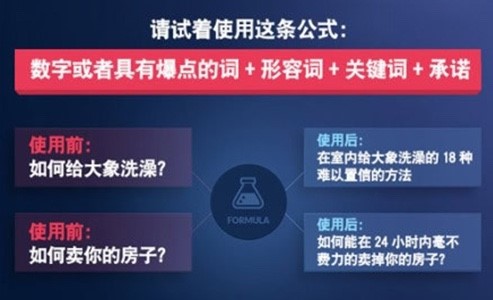 请试着使用这条公式：
数字或者具有爆点的词 + 形容词 + 关键词 + 承诺
使用前：
如何给大象洗澡？
使用后：
在室内给大象洗澡的 18 种
难以置信的方法
FORMULA
使用前：
如何卖你的房子？
使用后：
如何能在 24 小时内毫不
费力的卖掉你的房子？